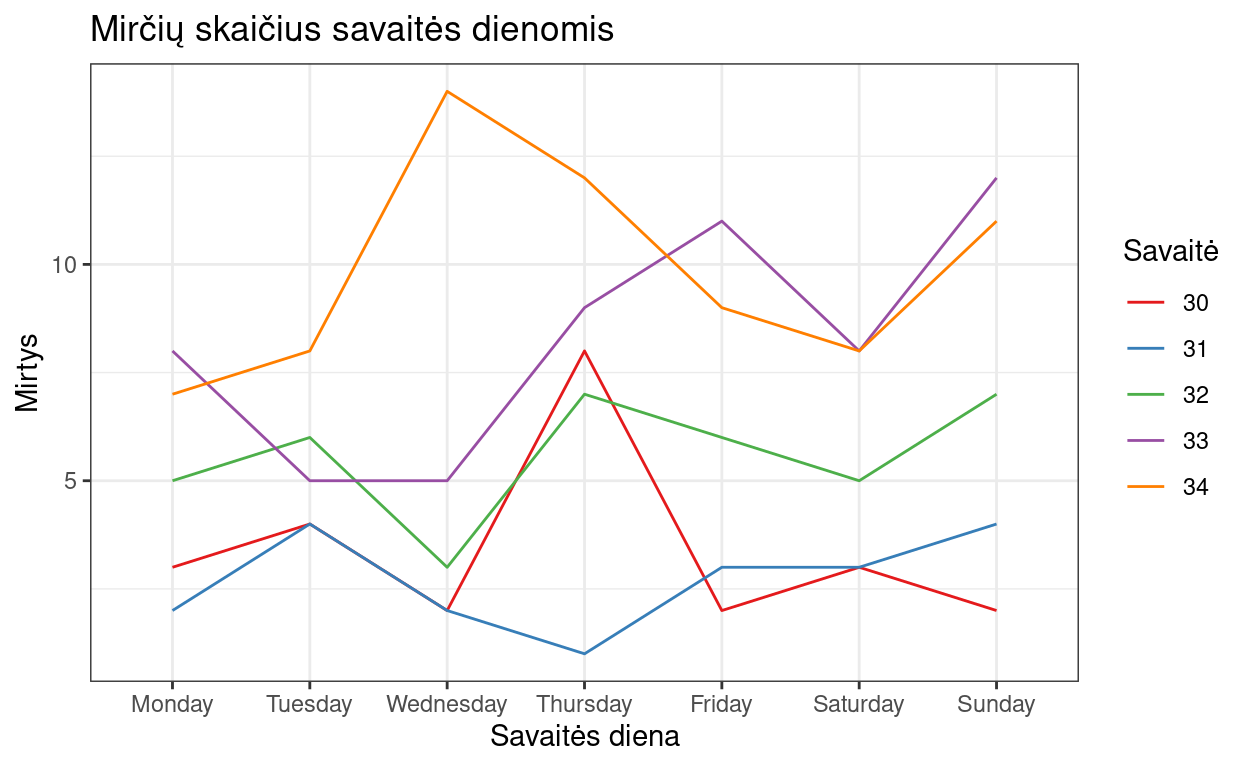 Mirčių skaičius savaitės dienomis
Mirtys
10
5
Monday Tuesday Wednesday Thursday Friday Saturday Sunday
Savaitės diena
Savaitė
30
31
32
33
34